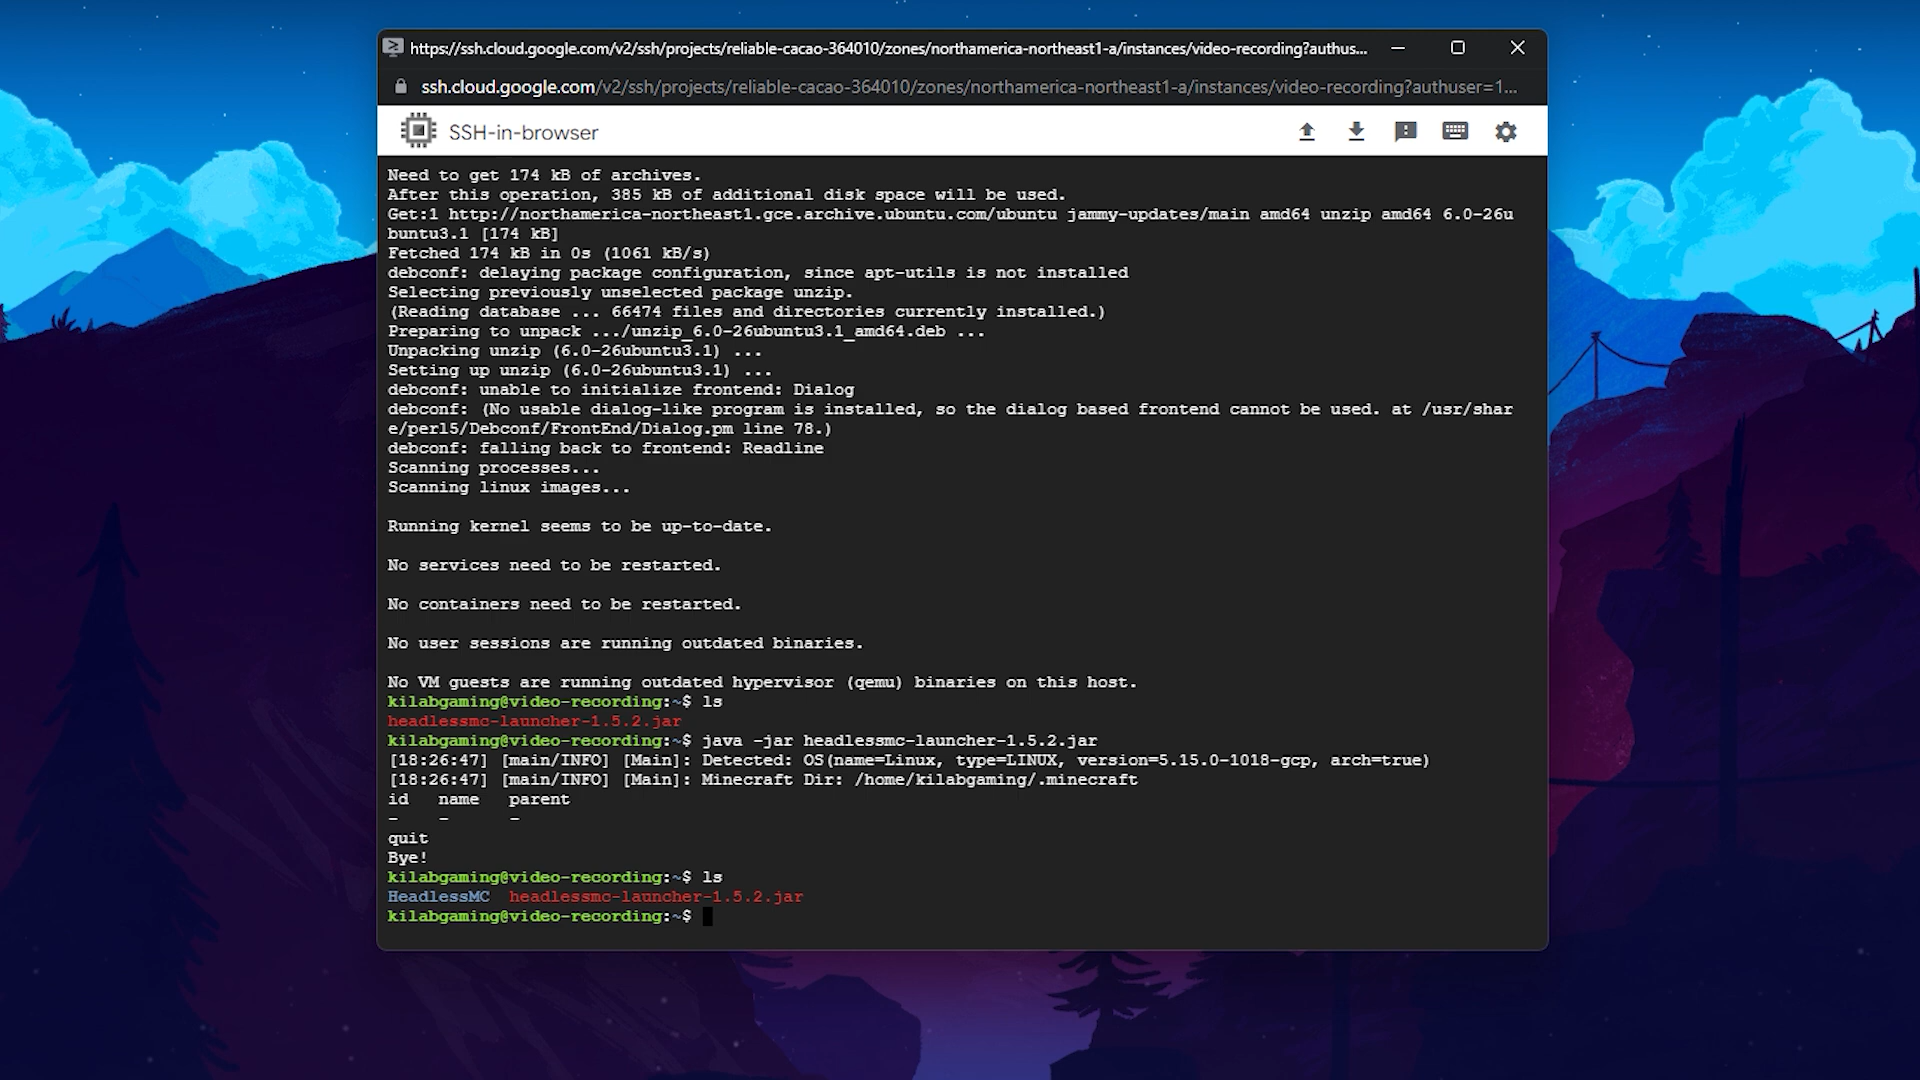 https://ssh.cloud.google.com/v2/ssh/projects/reliable-cacao-364010/zones/northamerica-northeast1-a/instances/video-recording?authus...
ssh.cloud.google.com/v2/ssh/projects/reliable-cacao-364010/zones/northamerica-northeast1-a/instances/video-recording?authuser=1...
SSH-in-browser
Need to get 174 kB of archives.
After this operation, 385 kB of additional disk space will be used.
Get:1 http://northamerica-northeast1.gce.archive.ubuntu.com/ubuntu jammy-updates/main amd64 unzip amd64 6.0-26u
buntu3.1 [174 kB]
Fetched 174 kB in 0s (1061 kB/s)
debconf: delaying package configuration, since apt-utils is not installed
Selecting previously unselected package unzip.
(Reading database ... 66474 files and directories currently installed.)
Preparing to unpack .../unzip_6.0-26ubuntu3.1_amd64.deb ...
Unpacking unzip (6.0-26ubuntu3.1) ...
Setting up unzip (6.0-26ubuntu3.1) ...
debconf: unable to initialize frontend: Dialog
debconf: (No usable dialog-like program is installed, so the dialog based frontend cannot be used. at /usr/shar
e/perl5/Debconf/FrontEnd/Dialog.pm line 78.)
debconf: falling back to frontend: Readline
Scanning processes...
Scanning linux images...
Running kernel seems to be up-to-date.
No services need to be restarted.
No containers need to be restarted.
No user sessions are running outdated binaries.
No VM guests are running outdated hypervisor (qemu) binaries on this host.
kilabgaming@video-recording:~$ ls
headlessmc-launcher-1.5.2.jar
kilabgaming@video-recording:~$ java -jar headlessmc-launcher-1.5.2.jar
[18:26:47] [main/INFO] [Main]: Detected: OS(name=Linux, type=LINUX, version=5.15.0-1018-gcp, arch=true)
[18:26:47] [main/INFO] [Main]: Minecraft Dir: /home/kilabgaming/.minecraft
id name parent
- - -
quit
Bye!
kilabgaming@video-recording:~$ ls
HeadlessMC headlessmc-launcher-1.5.2.jar
kilabgaming@video-recording:~$